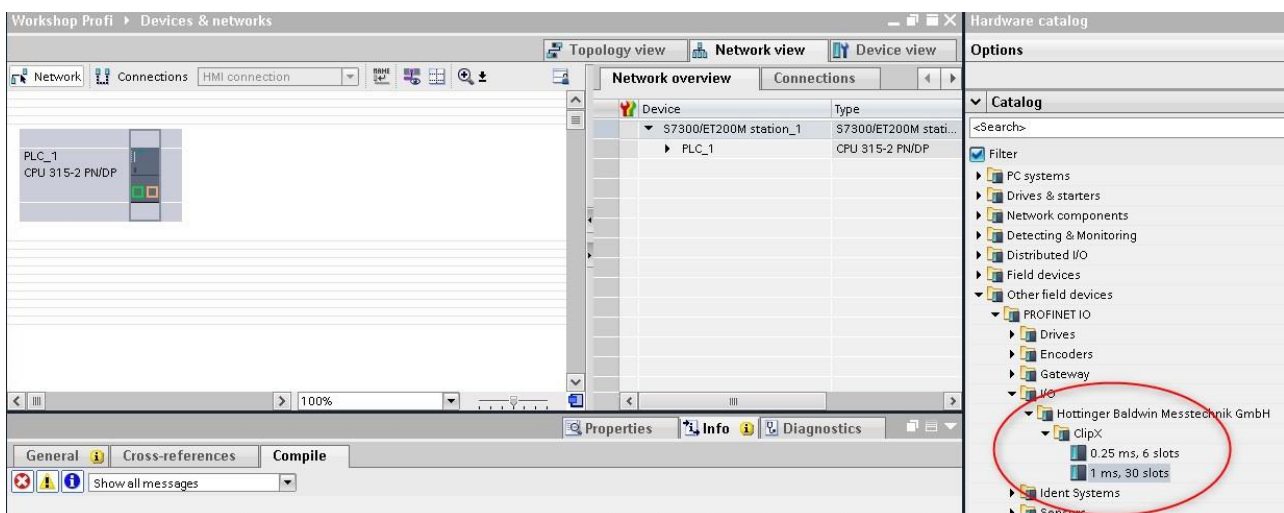 Workshop Profi ▸ Devices & networks
Hardware catalog
Topology view
Network view
Device view
Options
Network
Connections
HMI connection
Network overview
Connections
Catalog
Device
Type
<Search>
S7300/ET200M station_1
S7300/ET200M stati...
Filter
PLC_1
CPU 315-2 PN/DP
PLC_1
CPU 315-2 PN/DP
PC systems
Drives & starters
Network components
Detecting & Monitoring
Distributed I/O
Field devices
Other field devices
PROFINET IO
Drives
Encoders
Gateway
I/O
Hottinger Baldwin Messtechnik GmbH
ClipX
0.25 ms, 6 slots
1 ms, 30 slots
Ident Systems
Sensors
100%
Properties
Info
Diagnostics
General
Cross-references
Compile
Show all messages